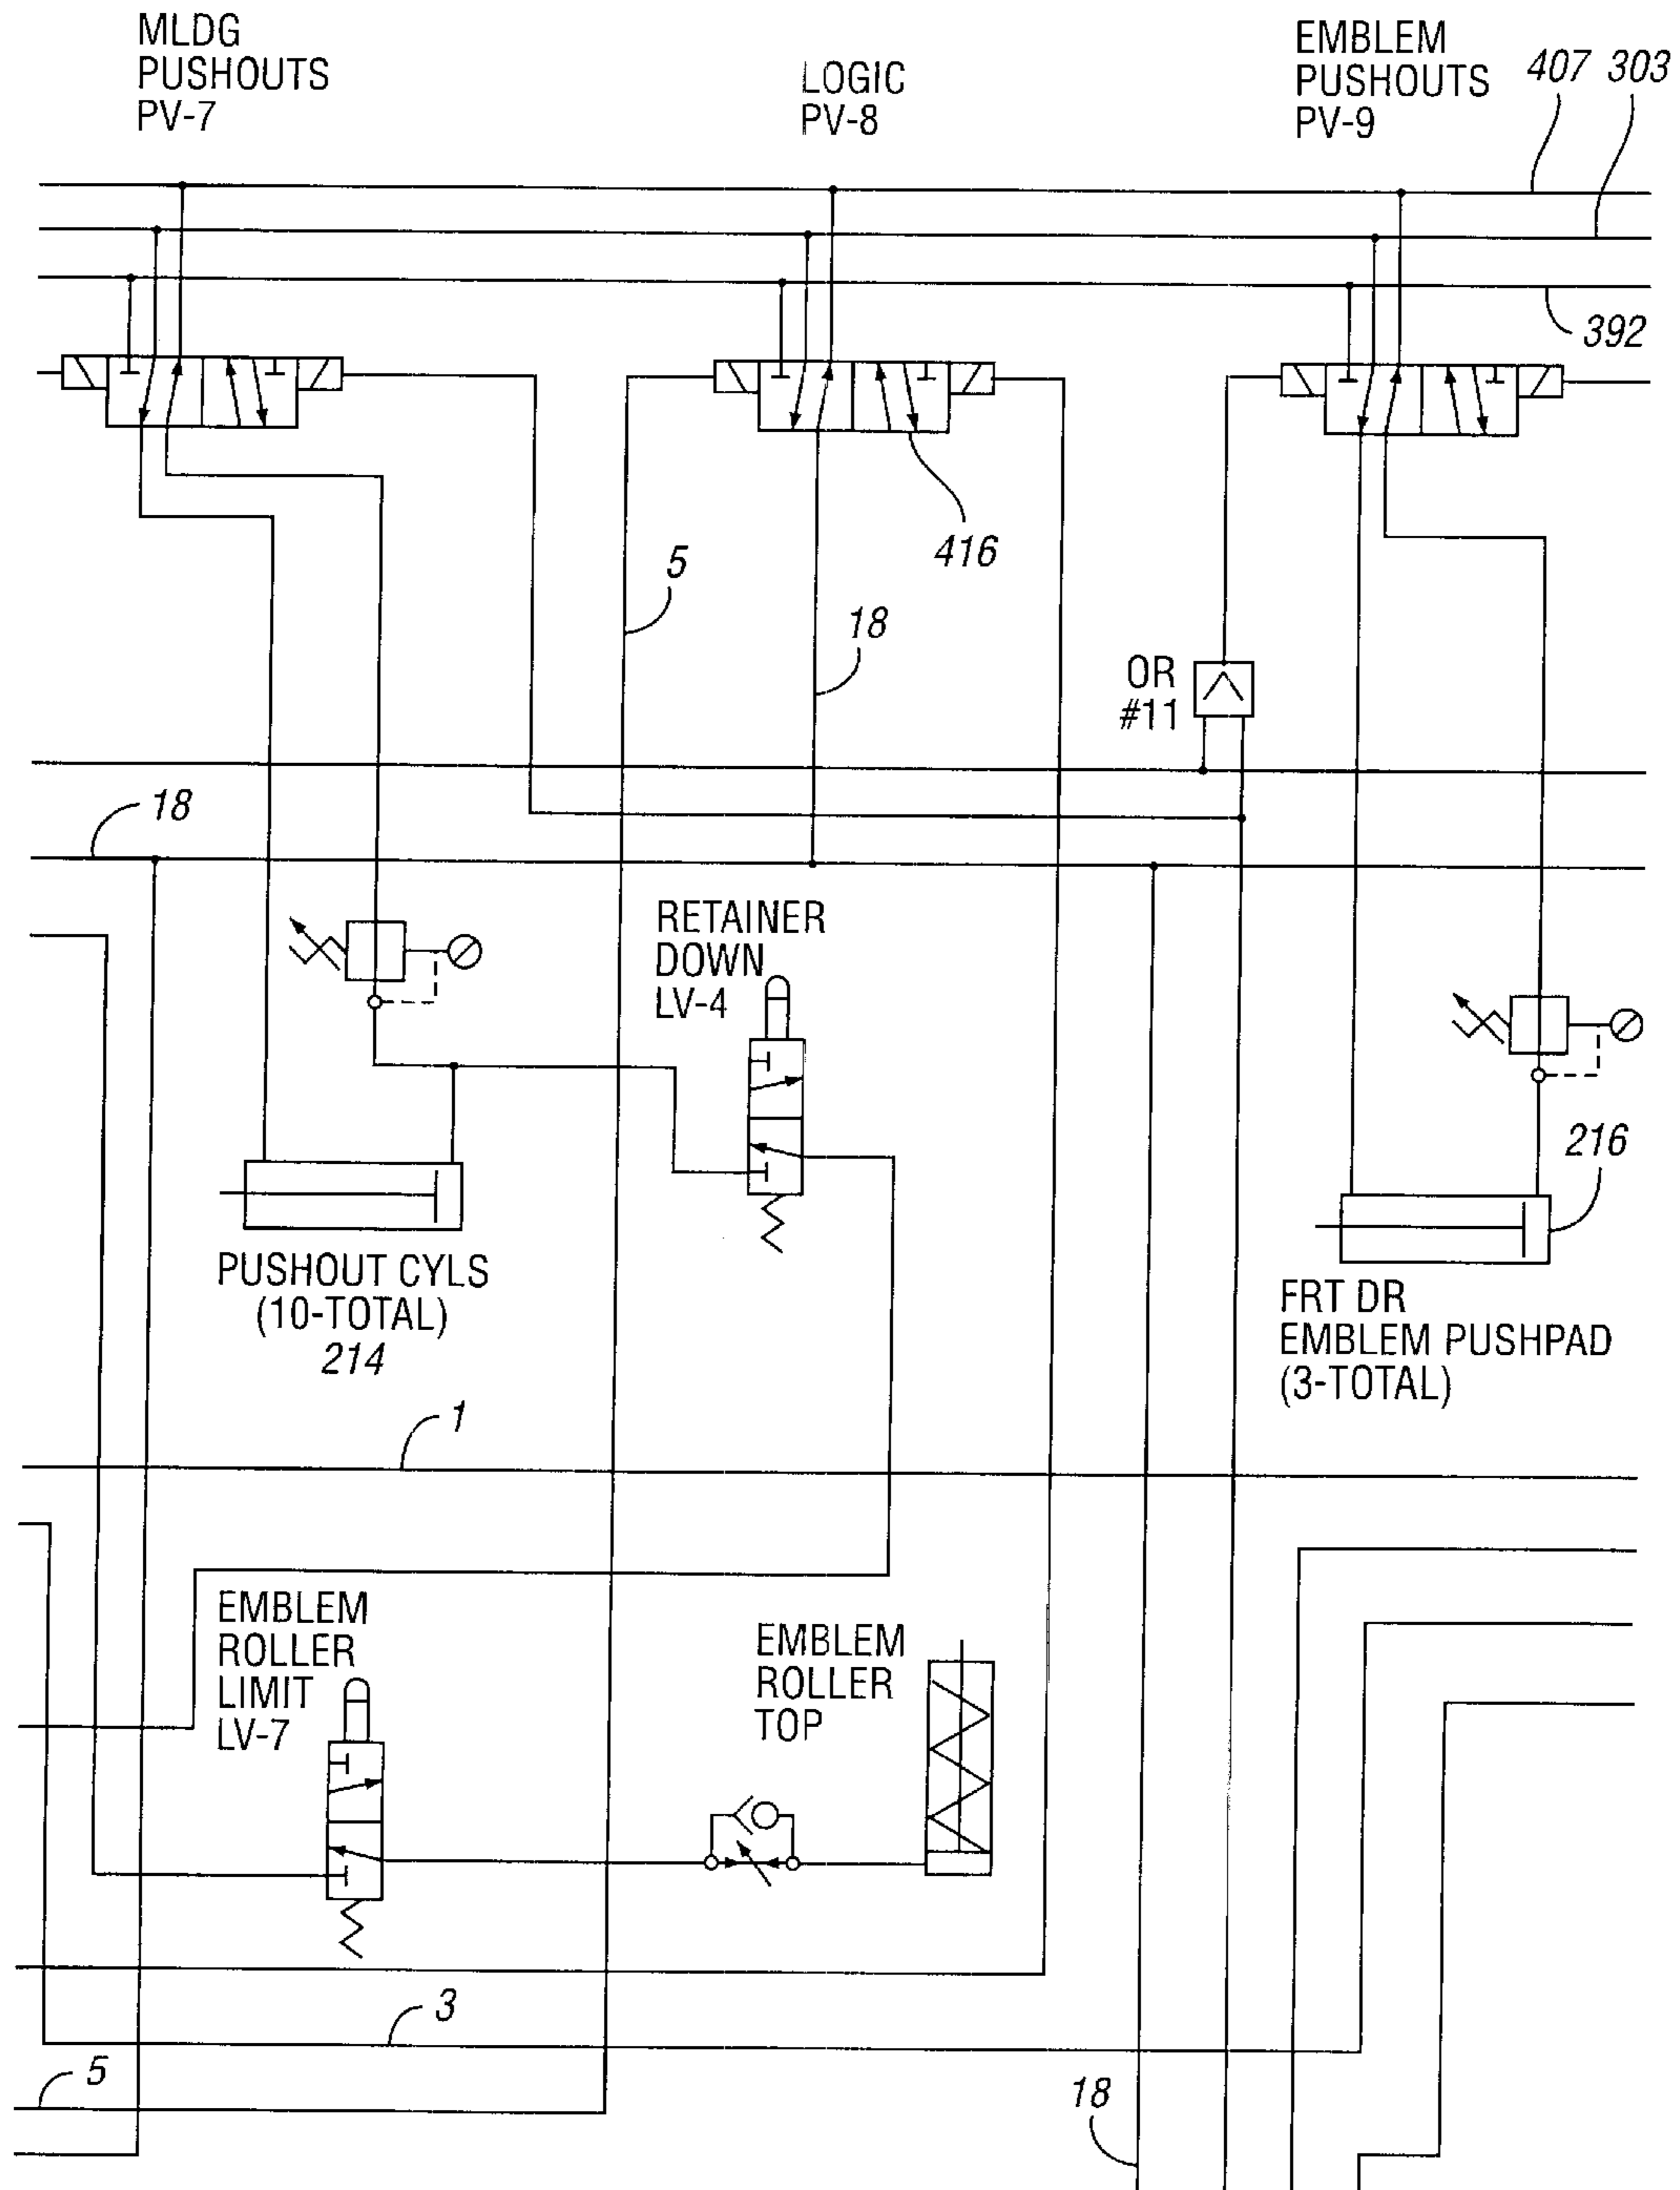 MLDG
PUSHOUTS
PV-7
LOGIC
PV-8
EMBLEM
PUSHOUTS
PV-9
407 303
392
416
5
18
OR
#11
18
RETAINER
DOWN
LV-4
216
PUSHOUT CYLS
(10-TOTAL)
214
FRT DR
EMBLEM PUSHPAD
(3-TOTAL)
1
EMBLEM
ROLLER
LIMIT
LV-7
EMBLEM
ROLLER
TOP
3
5
18